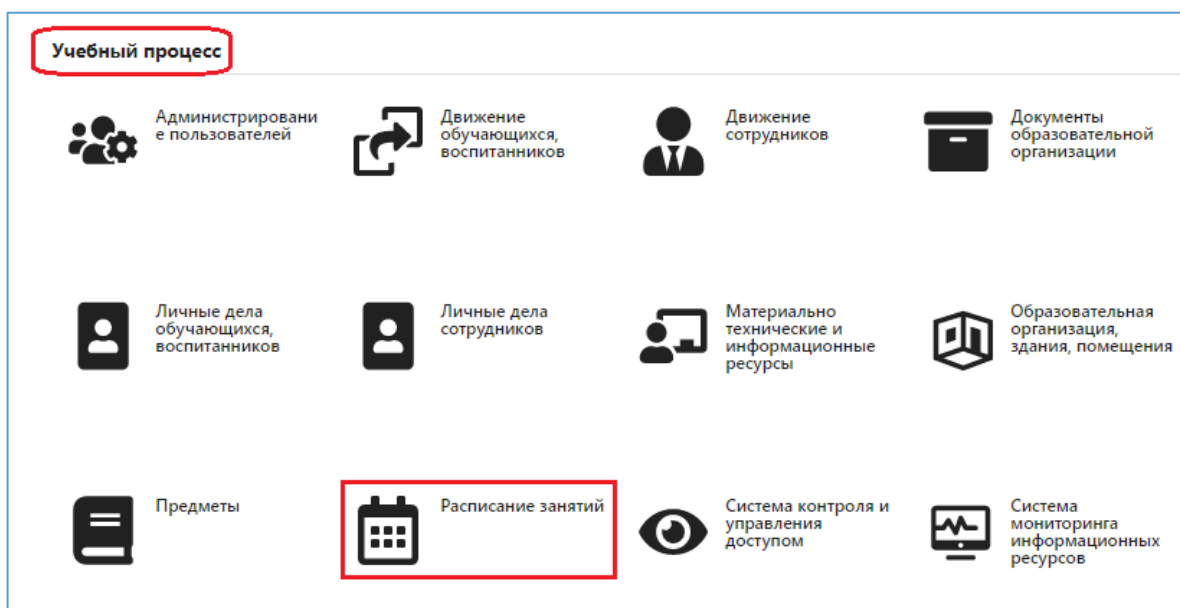 Учебный процесс
Администрировани
е пользователей
Движение
обучающихся,
воспитанников
Движение
сотрудников
Документы
образовательной
организации
Личные дела
обучающихся,
воспитанников
Личные дела
сотрудников
Материально
технические и
информационные
ресурсы
Образовательная
организация,
здания, помещения
Предметы
Расписание занятий
Система контроля и
управления
доступом
Система
мониторинга
информационных
ресурсов